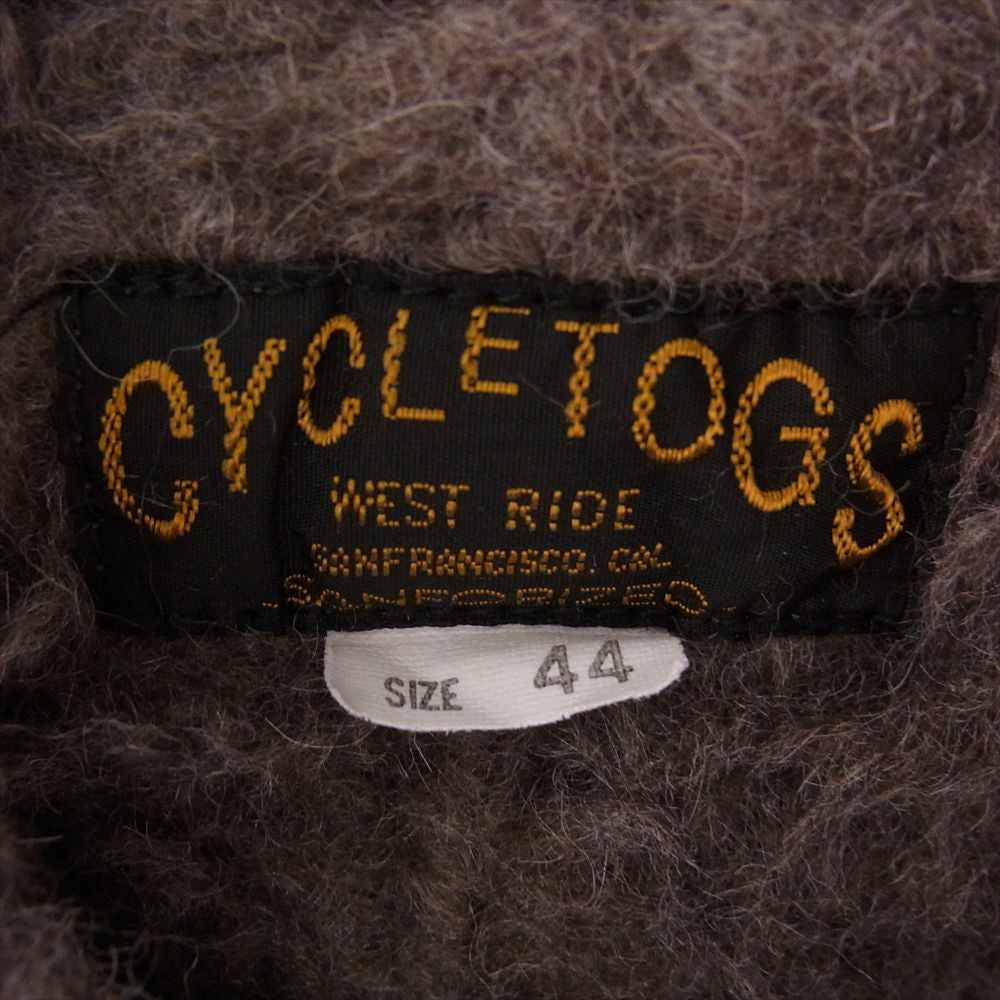 CYCLETOGS
WEST RIDE
SANFRANCISCO. CAL
SANFORIZED
SIZE 44